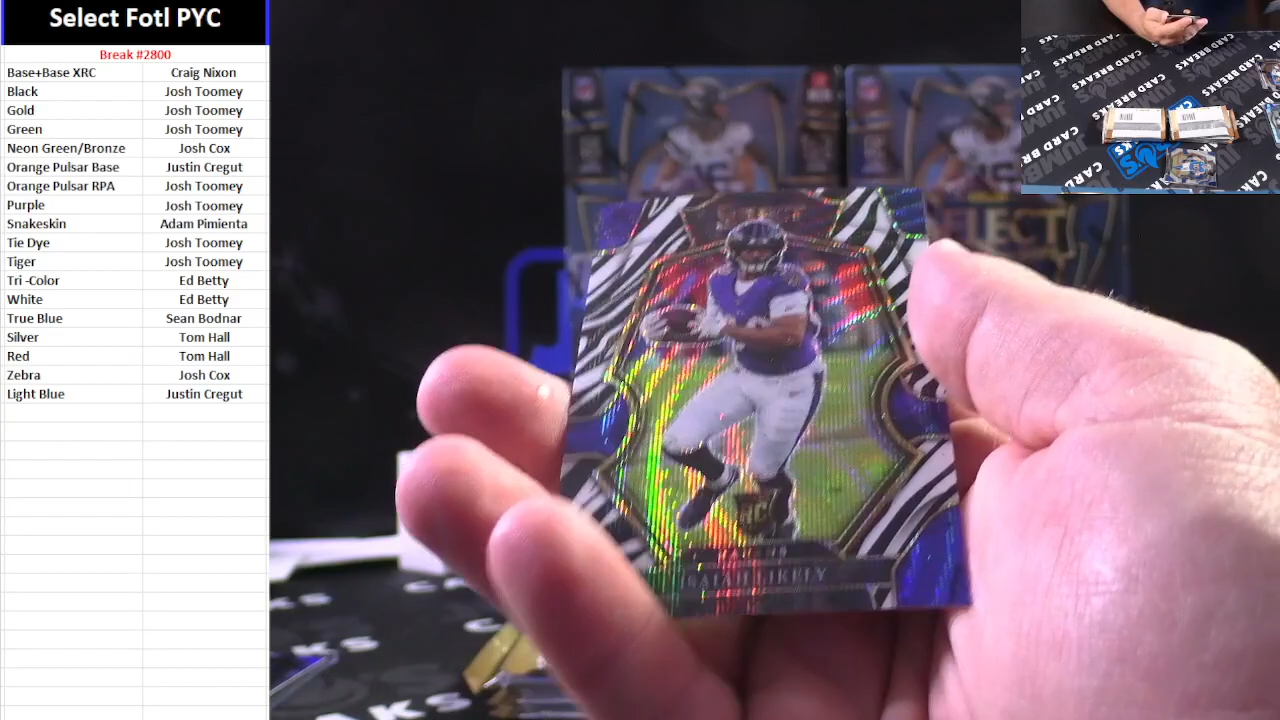 Select Fotl PYC
Break #2800
Base+Base XRC Craig Nixon
Black Josh Toomey
Gold Josh Toomey
Green Josh Toomey
Neon Green/Bronze Josh Cox
Orange Pulsar Base Justin Cregut
Orange Pulsar RPA Josh Toomey
Purple Josh Toomey
Snakeskin Adam Pimienta
Tie Dye Josh Toomey
Tiger Josh Toomey
Tri -Color Ed Betty
White Ed Betty
True Blue Sean Bodnar
Silver Tom Hall
Red Tom Hall
Zebra Josh Cox
Light Blue Justin Cregut
SELECT
RC
ISAIAH LIKELY
CARD BREAKS
JUMBO
CARD BREAKS